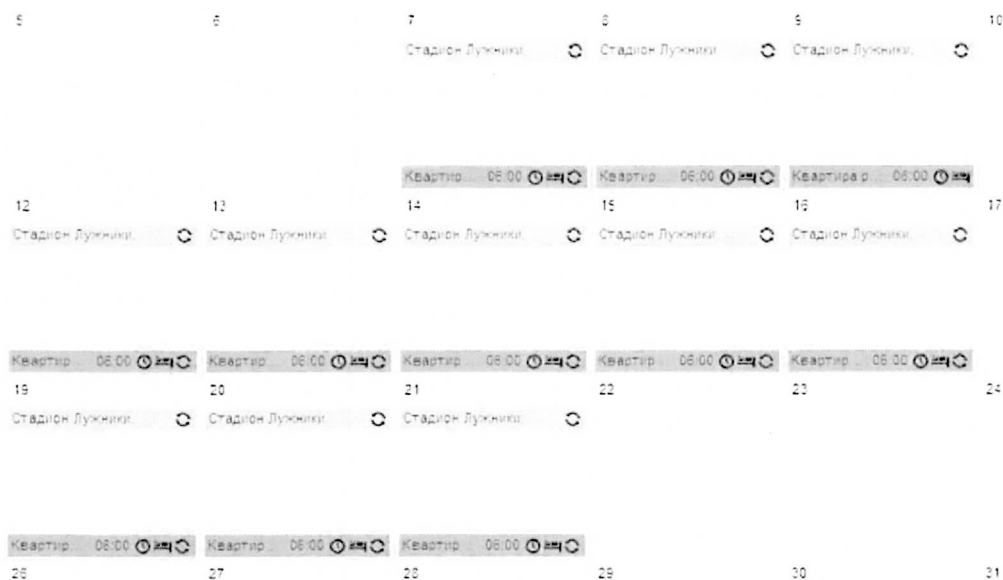 5 6 7 8 9 10
Стадион Лужники. Стадион Лужники. Стадион Лужники.
Квартир... 06:00 Квартир... 06:00 Квартира р... 06:00
12 13 14 15 16 17
Стадион Лужники. Стадион Лужники. Стадион Лужники. Стадион Лужники. Стадион Лужники.
Квартир... 06:00 Квартир... 06:00 Квартир... 06:00 Квартир... 06:00 Квартир... 06:00
19 20 21 22 23 24
Стадион Лужники. Стадион Лужники. Стадион Лужники.
Квартир... 06:00 Квартир... 06:00 Квартир... 06:00
26 27 28 29 30 31